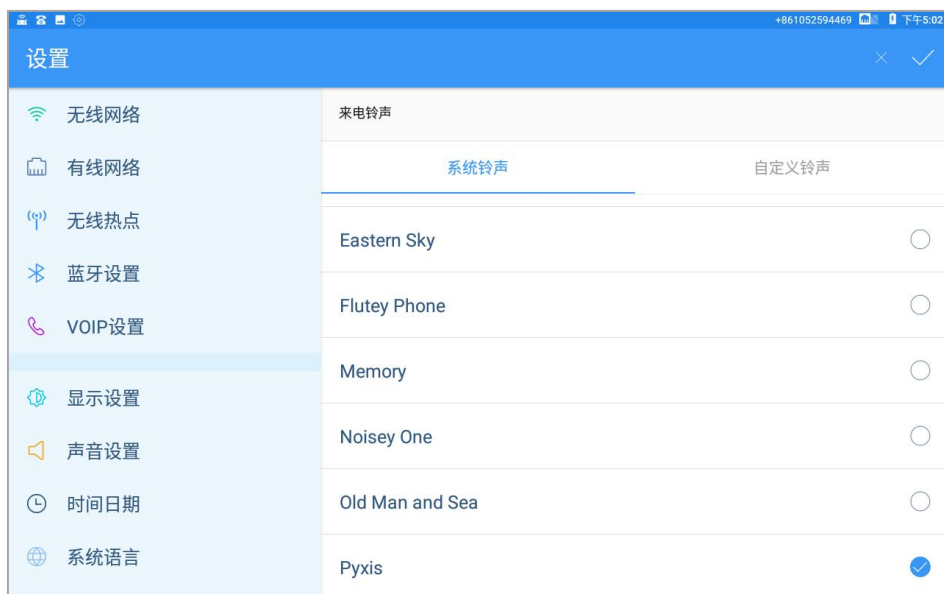 +861052594469 下午5:02
设置
无线网络
有线网络
无线热点
蓝牙设置
VOIP设置
显示设置
声音设置
时间日期
系统语言
来电铃声
系统铃声 自定义铃声
Eastern Sky
Flutey Phone
Memory
Noisey One
Old Man and Sea
Pyxis